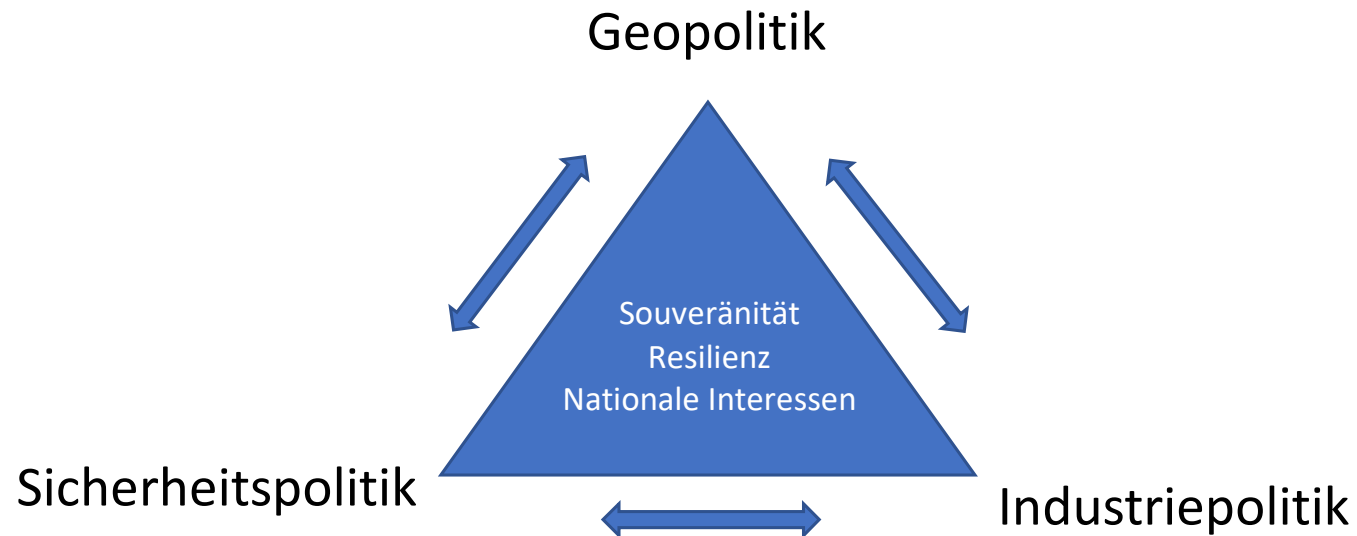 Geopolitik
Souveränität
Resilienz
Nationale Interessen
Sicherheitspolitik
Industriepolitik